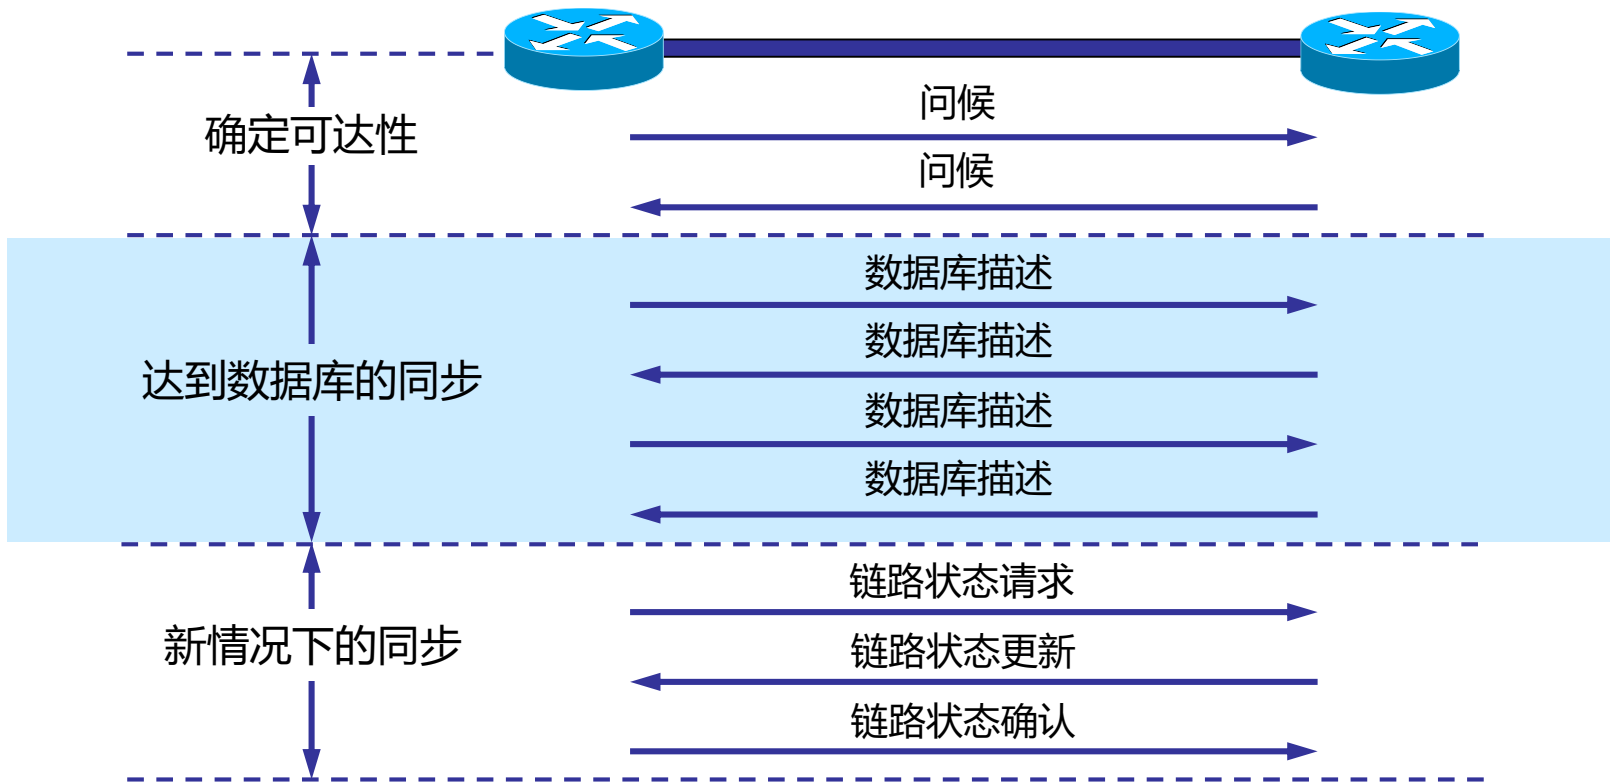 问候
确定可达性
问候
数据库描述
数据库描述
达到数据库的同步
数据库描述
数据库描述
链路状态请求
新情况下的同步
链路状态更新
链路状态确认